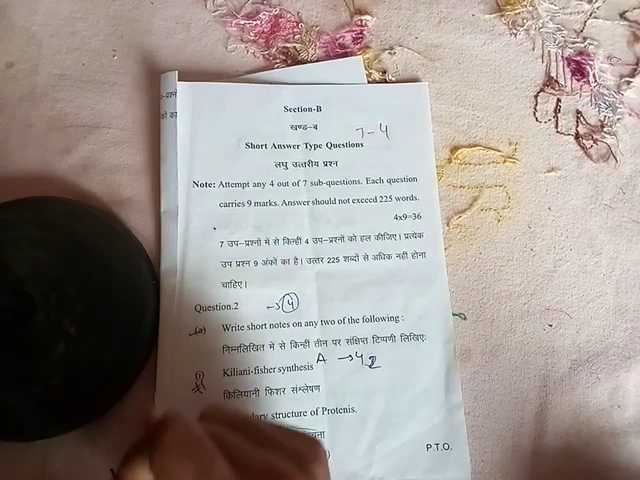 Section-B
खण्ड-ब
7-4
Short Answer Type Questions
लघु उत्तरीय प्रश्न
Note: Attempt any 4 out of 7 sub-questions. Each question
carries 9 marks. Answer should not exceed 225 words.
4x9=36
7 उप-प्रश्नों में से किन्हीं 4 उप-प्रश्नों को हल कीजिए। प्रत्येक
उप प्रश्न 9 अंकों का है। उत्तर 225 शब्दों से अधिक नहीं होना
चाहिए।
Question.2 → 4
(a) Write short notes on any two of the following :
निम्नलिखित में से किन्हीं तीन पर संक्षिप्त टिप्पणी लिखिए:
(i) Kiliani-fisher synthesis A → 4
किलियानी फिशर संश्लेषण
structure of Protenis.
P.T.O.